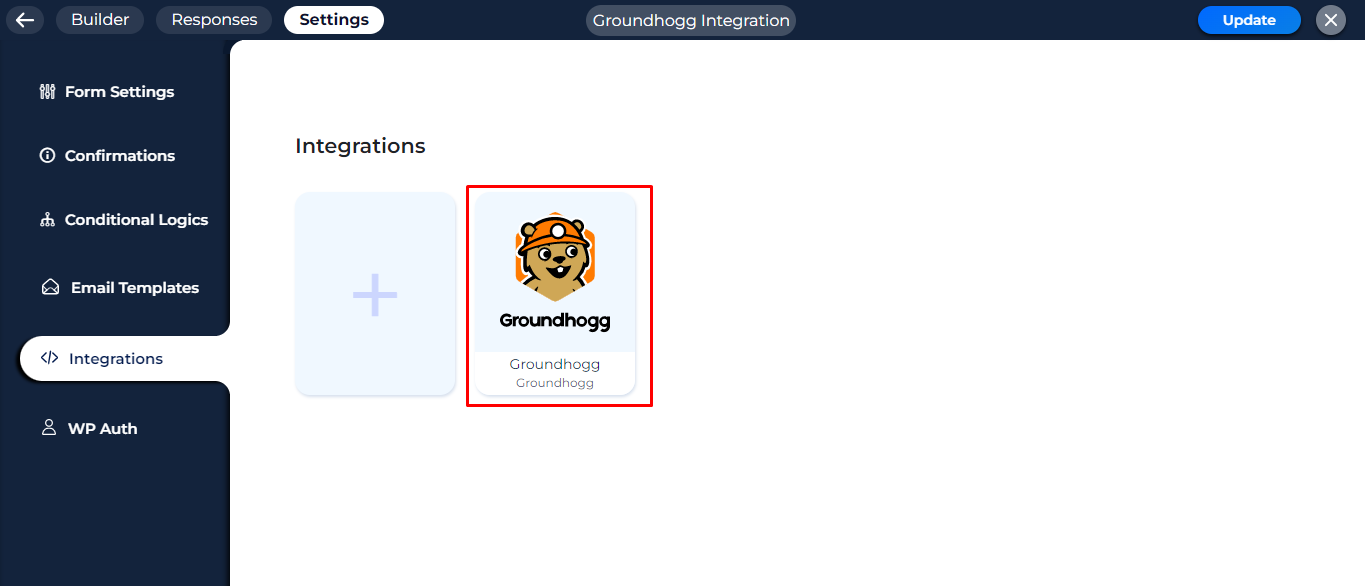 Builder
Responses
Settings
Groundhogg Integration
Update
Form Settings
Confirmations
Conditional Logics
Email Templates
Integrations
WP Auth
Integrations
Groundhogg
Groundhogg
Groundhogg